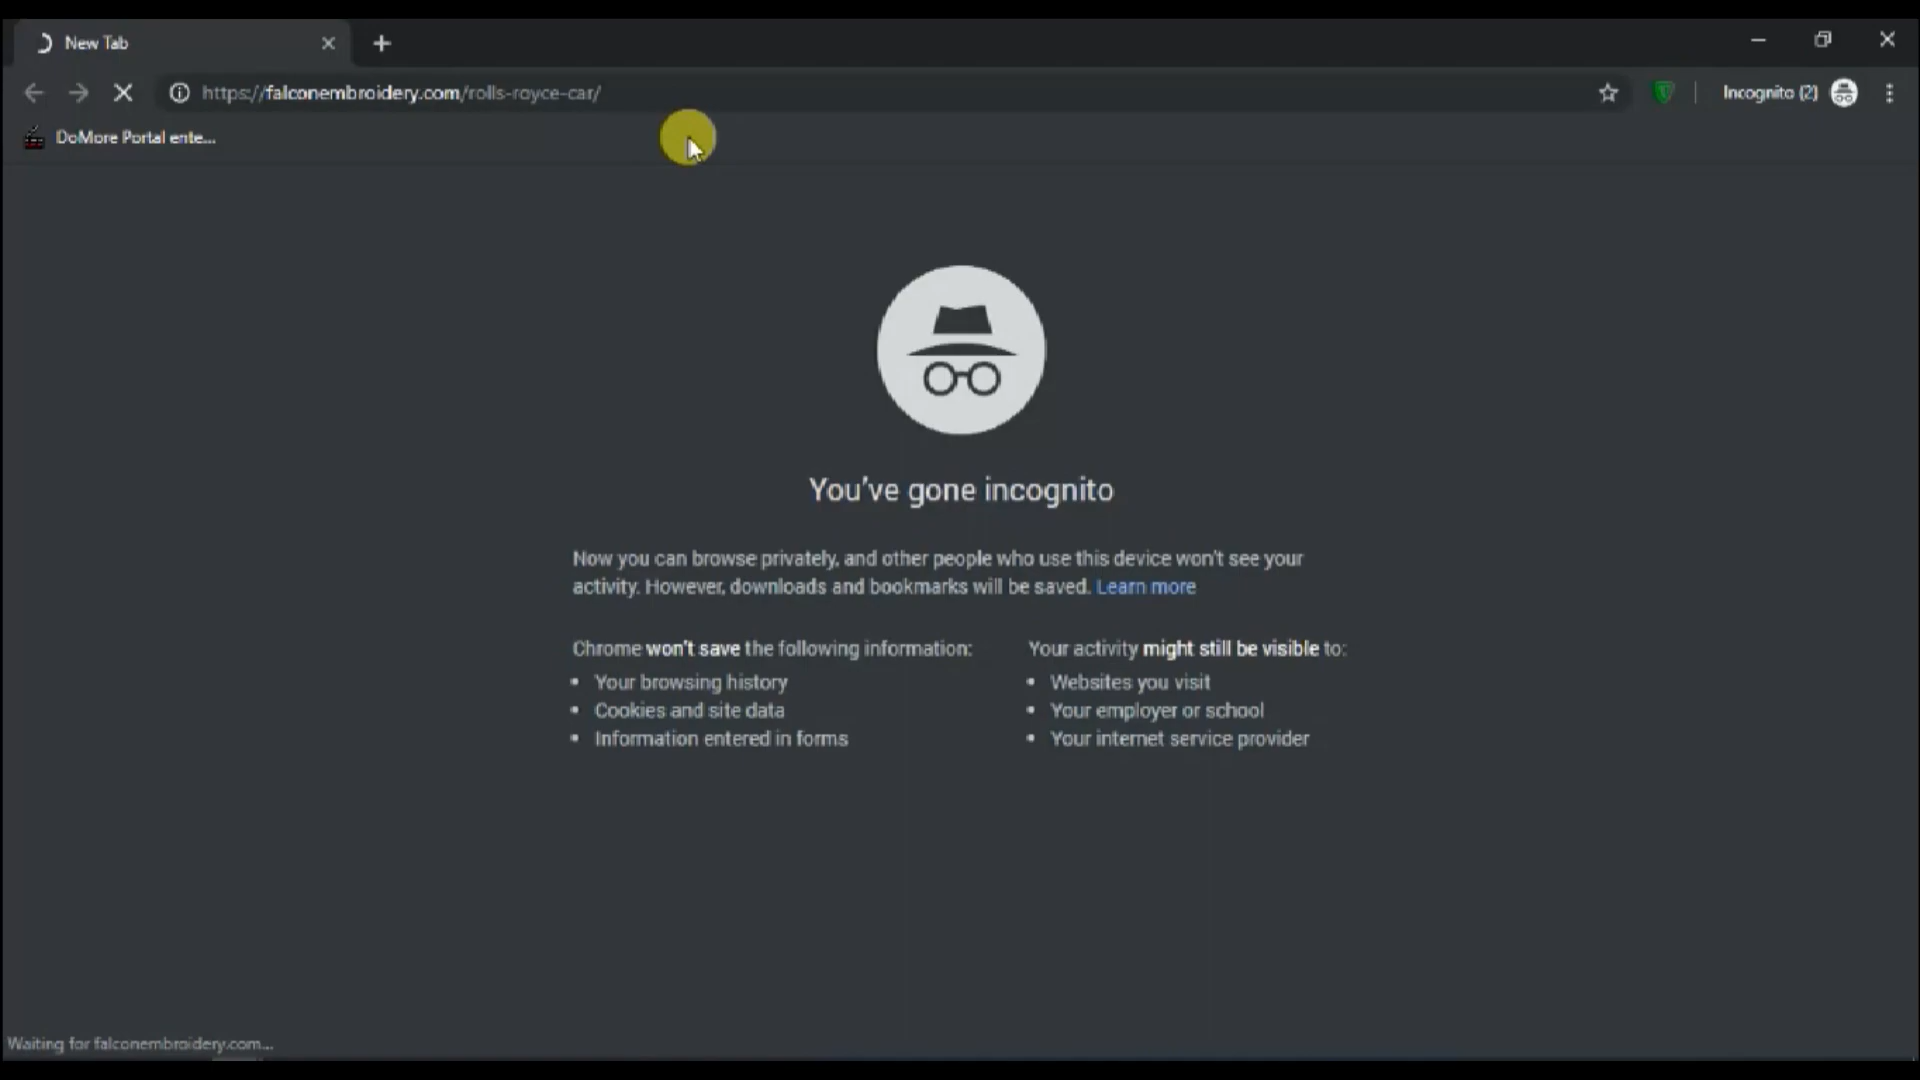 New Tab
https://falconembroidery.com/rolls-royce-car/
Incognito (2)
DoMore Portal ente...
You've gone incognito
Now you can browse privately, and other people who use this device won't see your
activity. However, downloads and bookmarks will be saved. Learn more
Chrome won't save the following information:
• Your browsing history
• Cookies and site data
• Information entered in forms
Your activity might still be visible to:
• Websites you visit
• Your employer or school
• Your internet service provider
Waiting for falconembroidery.com...